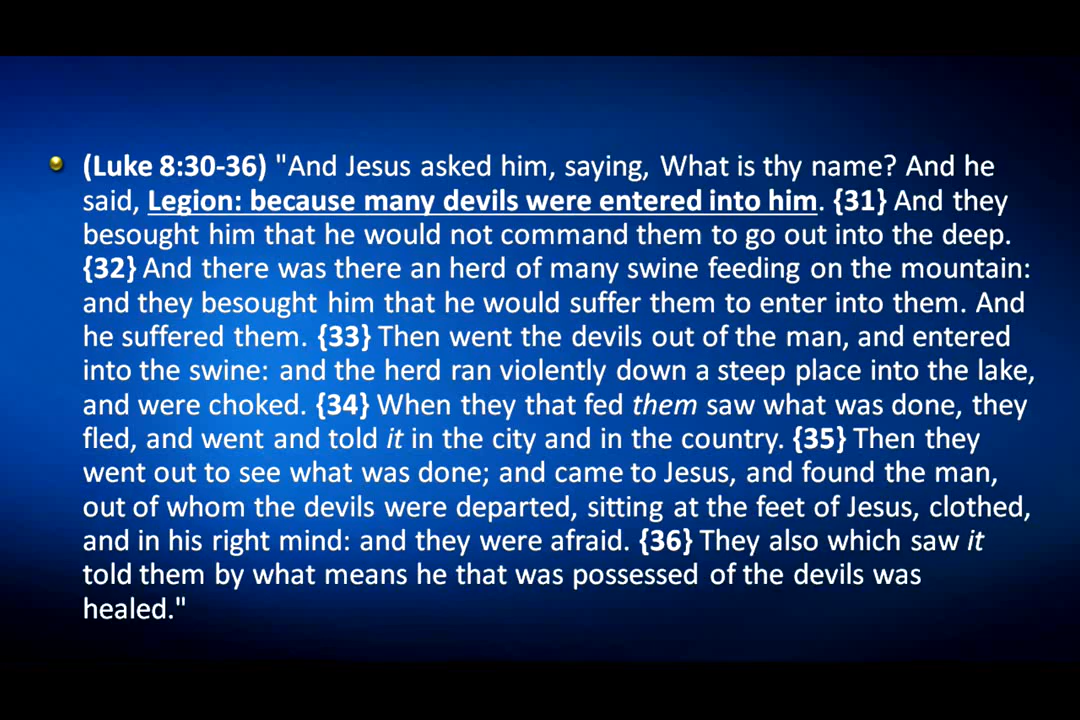 (Luke 8:30-36) "And Jesus asked him, saying, What is thy name? And he
said, Legion: because many devils were entered into him. {31} And they
besought him that he would not command them to go out into the deep.
{32} And there was there an herd of many swine feeding on the mountain:
and they besought him that he would suffer them to enter into them. And
he suffered them. {33} Then went the devils out of the man, and entered
into the swine: and the herd ran violently down a steep place into the lake,
and were choked. {34} When they that fed them saw what was done, they
fled, and went and told it in the city and in the country. {35} Then they
went out to see what was done; and came to Jesus, and found the man,
out of whom the devils were departed, sitting at the feet of Jesus, clothed,
and in his right mind: and they were afraid. {36} They also which saw it
told them by what means he that was possessed of the devils was
healed."